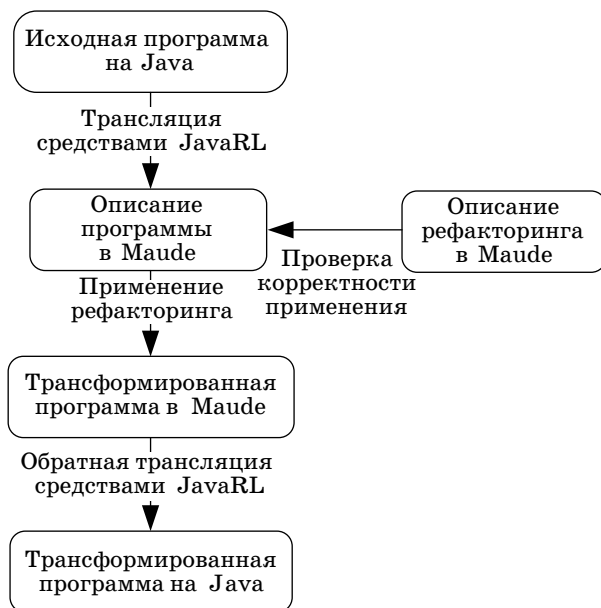 Исходная программа
на Java
Трансляция
средствами JavaRL
Описание
программы
в Maude
Описание
рефакторинга
в Maude
Проверка
корректности
применения
Применение
рефакторинга
Трансформированная
программа в Maude
Обратная трансляция
средствами JavaRL
Трансформированная
программа на Java